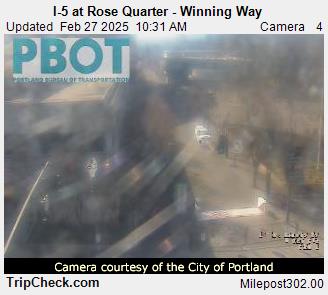 I-5 at Rose Quarter - Winning Way
Updated Feb 27 2025 10:31 AM Camera 4
PBOT
PORTLAND BUREAU OF TRANSPORTATION
Camera courtesy of the City of Portland
TripCheck.com Milepost302.00